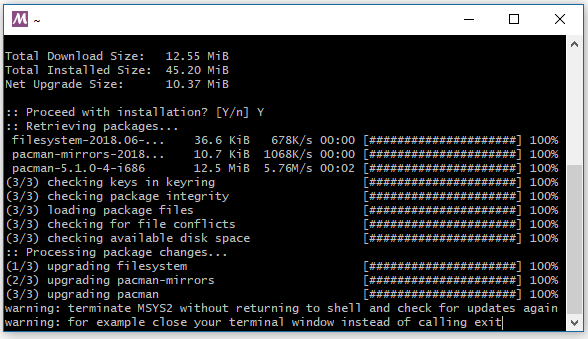 M ~
Total Download Size:   12.55 MiB
Total Installed Size:  45.20 MiB
Net Upgrade Size:      10.37 MiB
:: Proceed with installation? [Y/n] Y
:: Retrieving packages...
filesystem-2018.06-...    36.6 KiB   678K/s 00:00 [######################] 100%
pacman-mirrors-2018...    10.7 KiB  1068K/s 00:00 [######################] 100%
pacman-5.1.0-4-i686       12.5 MiB  5.76M/s 00:02 [######################] 100%
(3/3) checking keys in keyring                     [######################] 100%
(3/3) checking package integrity                   [######################] 100%
(3/3) loading package files                        [######################] 100%
(3/3) checking for file conflicts                  [######################] 100%
(3/3) checking available disk space                [######################] 100%
:: Processing package changes...
(1/3) upgrading filesystem                         [######################] 100%
(2/3) upgrading pacman-mirrors                     [######################] 100%
(3/3) upgrading pacman                             [######################] 100%
warning: terminate MSYS2 without returning to shell and check for updates again
warning: for example close your terminal window instead of calling exit